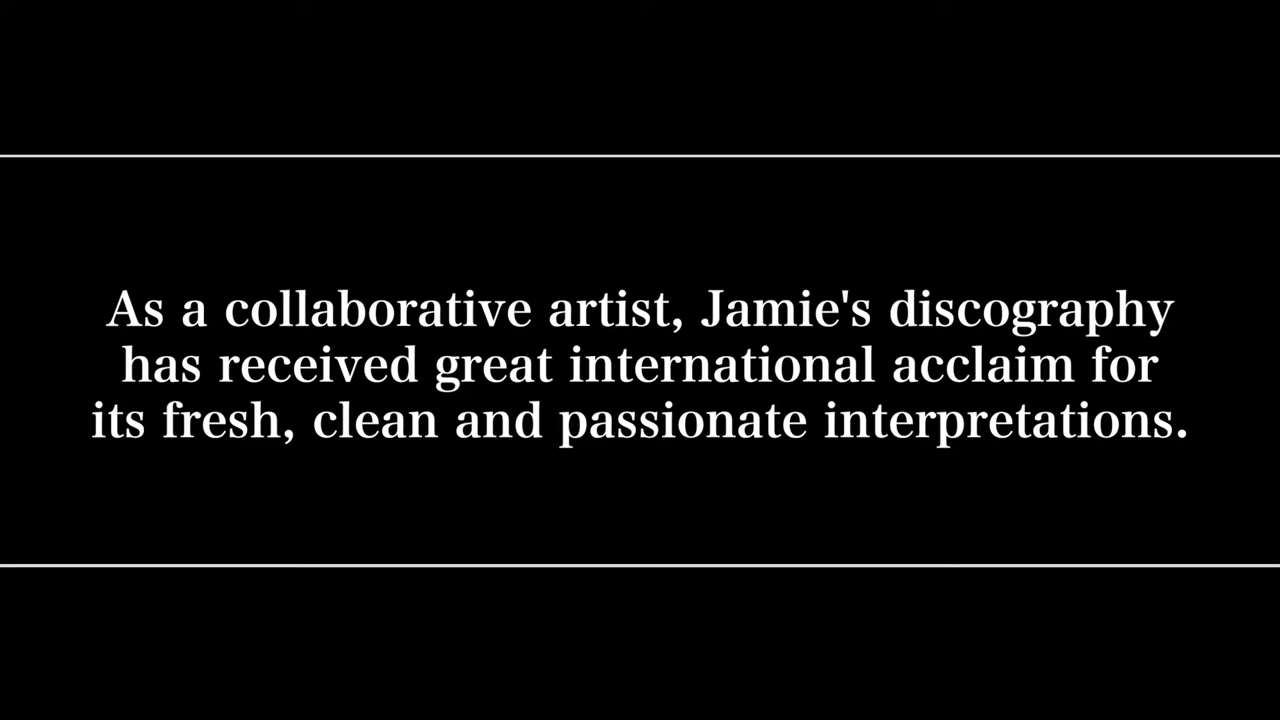 As a collaborative artist, Jamie's discography
has received great international acclaim for
its fresh, clean and passionate interpretations.